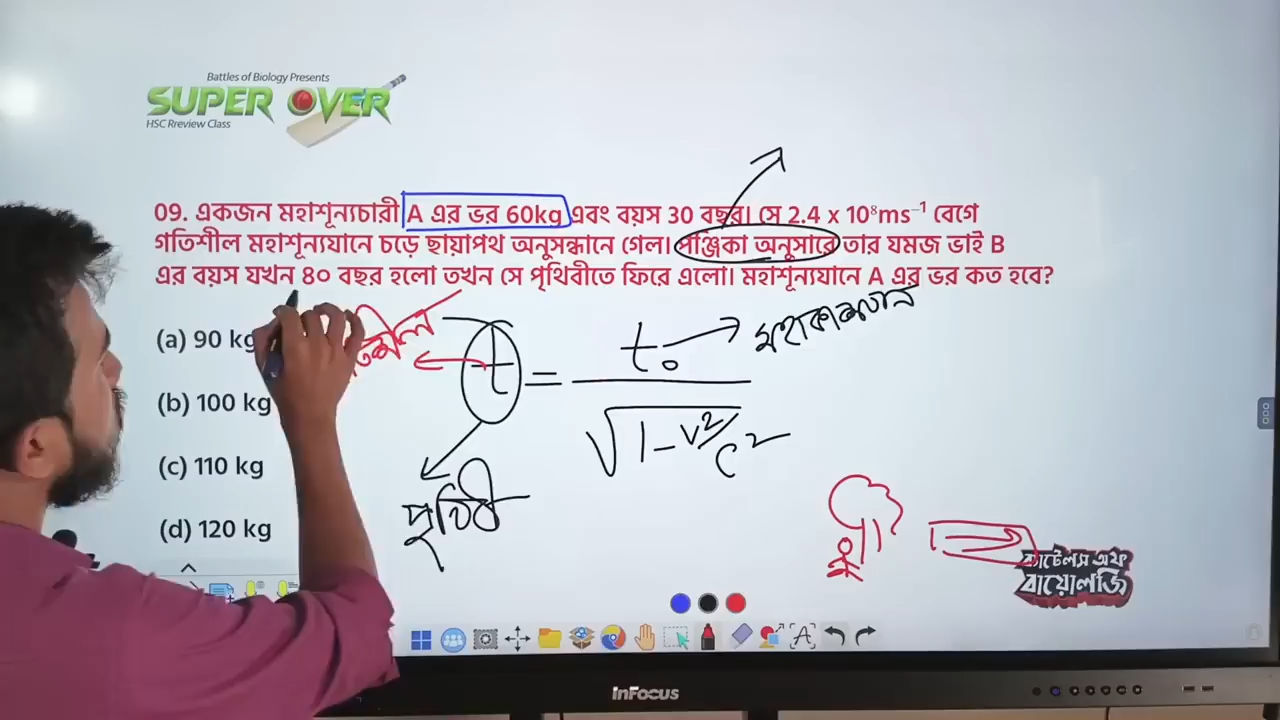 Battles of Biology Presents
SUPER OVER
HSC Rreview Class
09. একজন মহাশূন্যচারী A এর ভর 60kg এবং বয়স 30 বছর। সে 2.4 x 10⁸ms⁻¹ বেগে
গতিশীল মহাশূন্যযানে চড়ে ছায়াপথ অনুসন্ধানে গেল। পঞ্জিকা অনুসারে তার যমজ ভাই B
এর বয়স যখন ৪০ বছর হলো তখন সে পৃথিবীতে ফিরে এলো। মহাশূন্যযানে A এর ভর কত হবে?
(a) 90 kg
(b) 100 kg
(c) 110 kg
(d) 120 kg
t = t₀ / √1-v²/c²
পৃথিবী
ব্যাটেলস অফ
বায়োলজি
InFocus